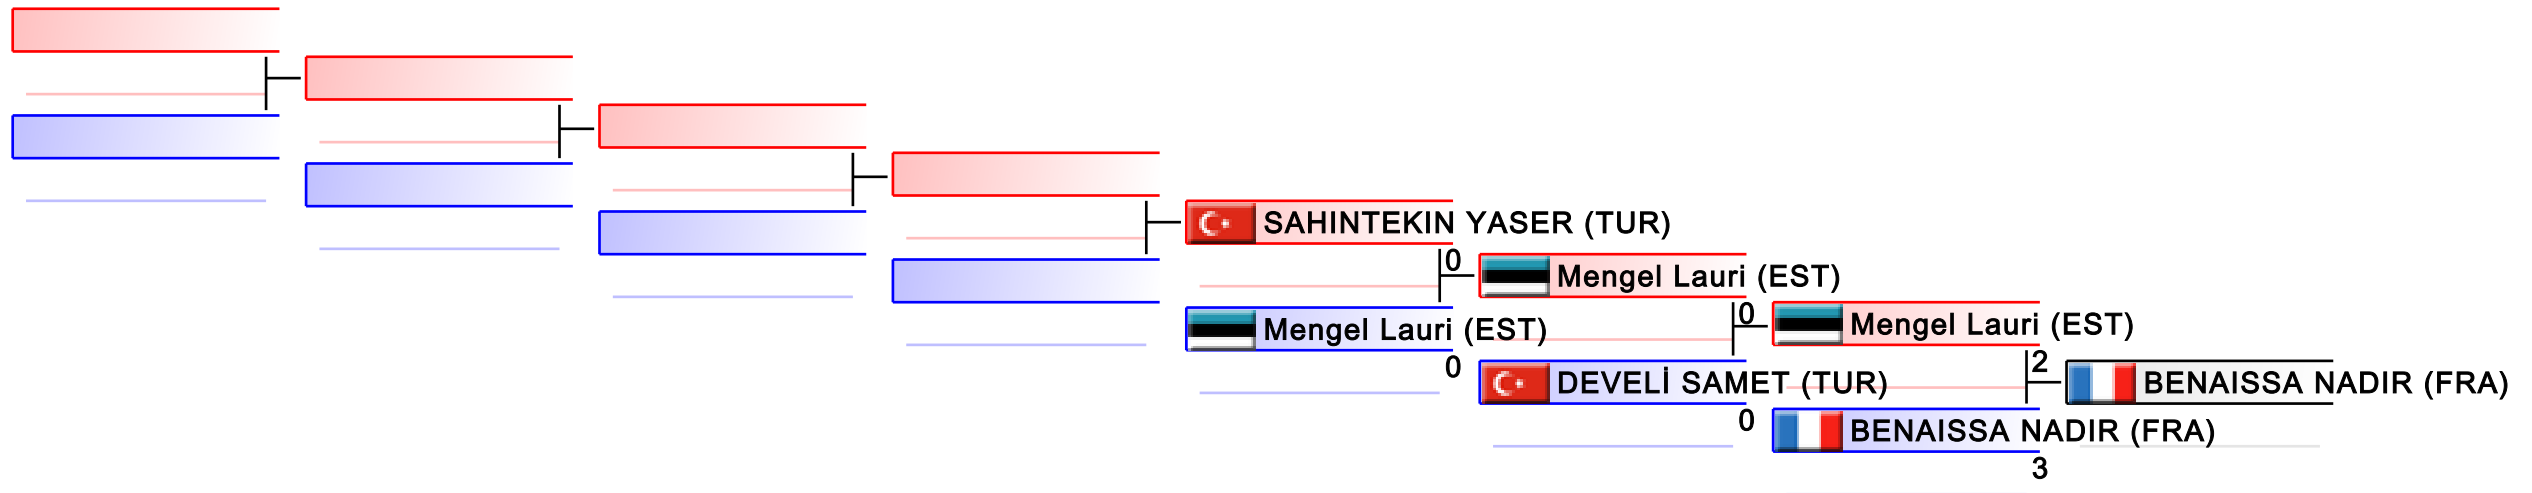 SAHINTEKIN YASER (TUR)
0
Mengel Lauri (EST)
0
Mengel Lauri (EST)
0
DEVELİ SAMET (TUR)
0
Mengel Lauri (EST)
2
BENAISSA NADIR (FRA)
3
BENAISSA NADIR (FRA)